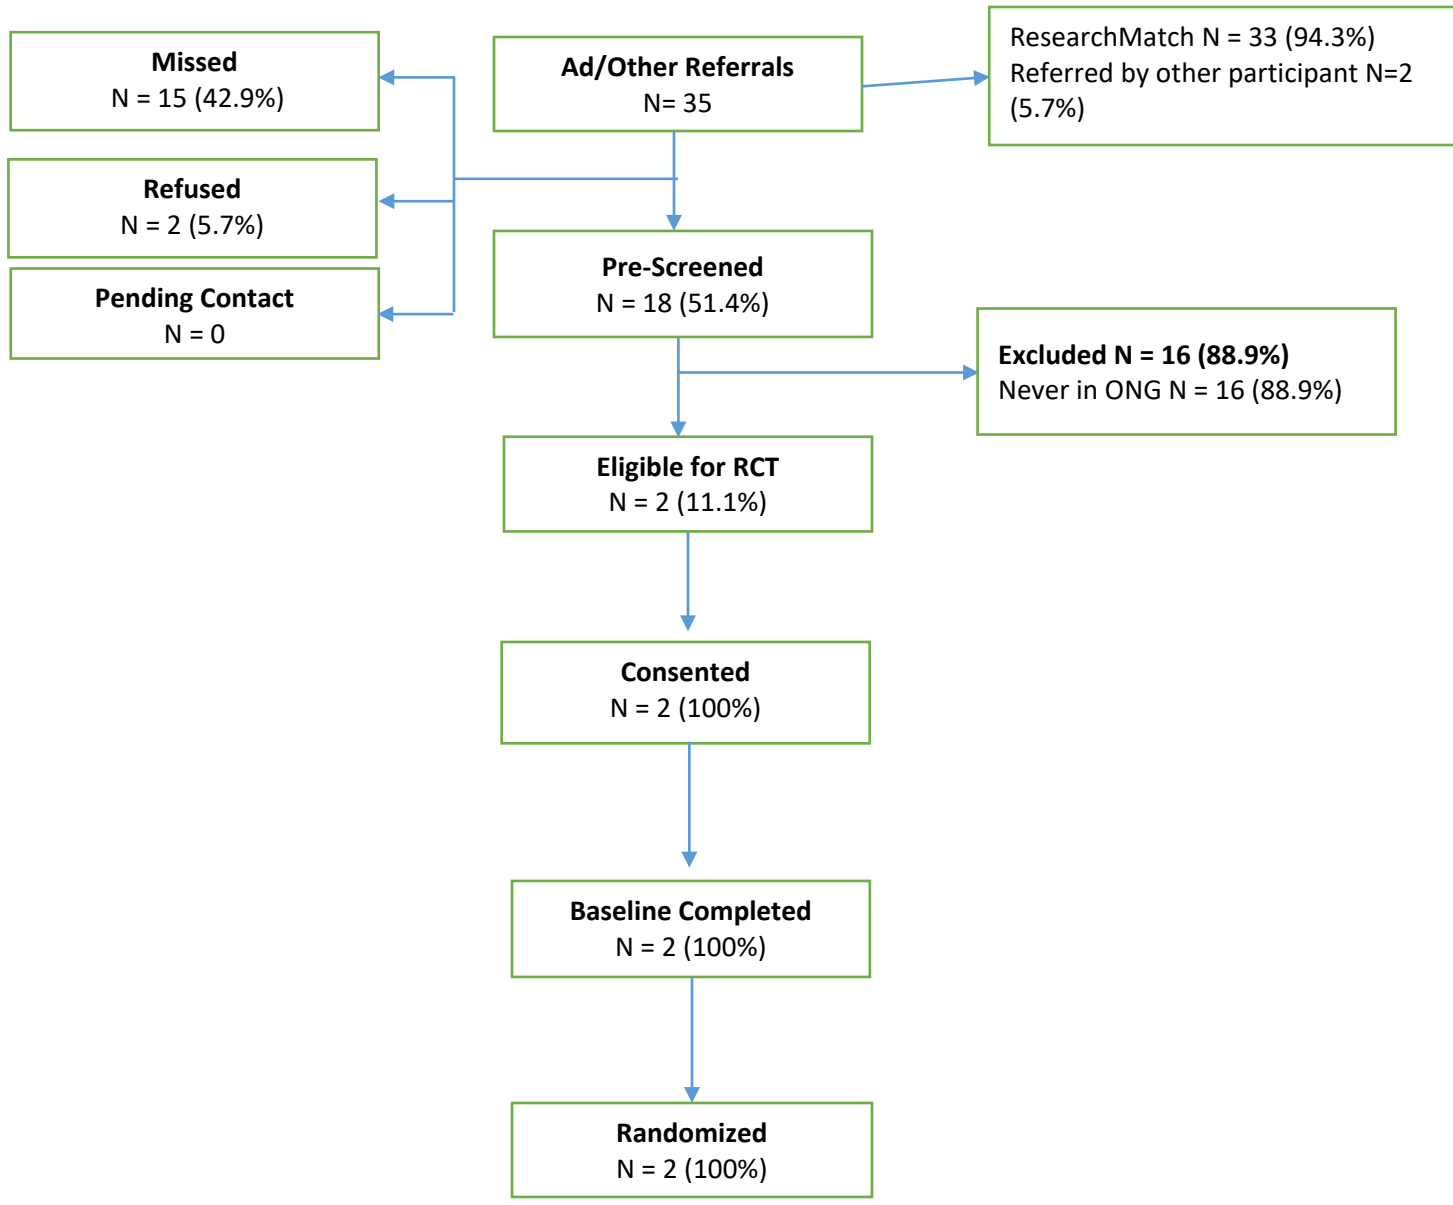 Missed
N = 15 (42.9%)
Ad/Other Referrals
N= 35
ResearchMatch N = 33 (94.3%)
Referred by other participant N=2
(5.7%)
Refused
N = 2 (5.7%)
Pending Contact
N = 0
Pre-Screened
N = 18 (51.4%)
Excluded N = 16 (88.9%)
Never in ONG N = 16 (88.9%)
Eligible for RCT
N = 2 (11.1%)
Consented
N = 2 (100%)
Baseline Completed
N = 2 (100%)
Randomized
N = 2 (100%)